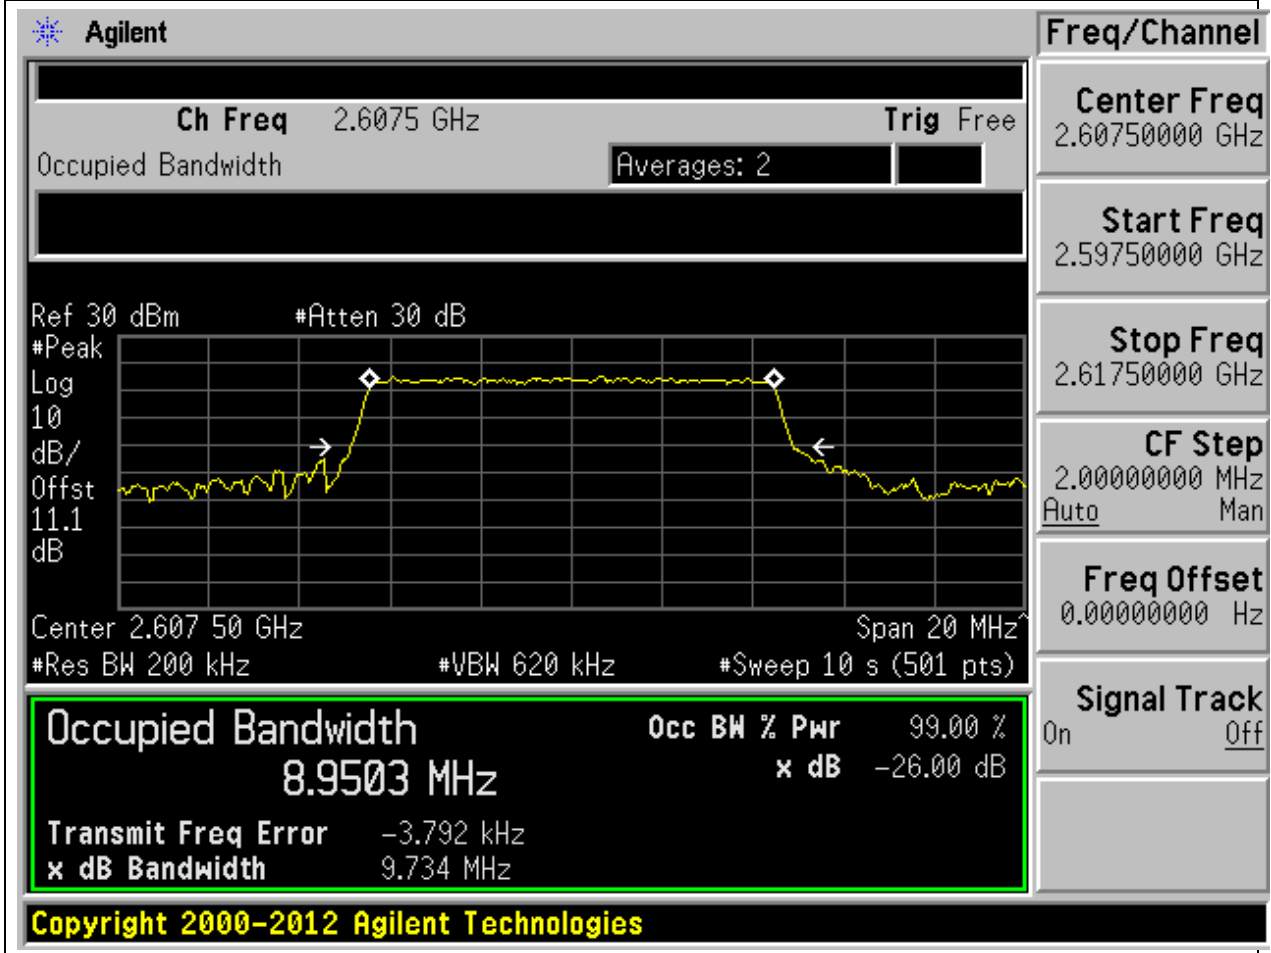 Agilent
Freq/Channel
Ch Freq 2.6075 GHz Trig Free
Occupied Bandwidth Averages: 2
Center Freq
2.60750000 GHz
Start Freq
2.59750000 GHz
Stop Freq
2.61750000 GHz
CF Step
2.00000000 MHz
Auto Man
Freq Offset
0.00000000 Hz
Signal Track
On Off
Ref 30 dBm #Atten 30 dB
#Peak
Log
10
dB/
Offst
11.1
dB
Center 2.607 50 GHz Span 20 MHz^
#Res BW 200 kHz #VBW 620 kHz #Sweep 10 s (501 pts)
Occupied Bandwidth Occ BW % Pwr 99.00 %
8.9503 MHz x dB -26.00 dB
Transmit Freq Error -3.792 kHz
x dB Bandwidth 9.734 MHz
Copyright 2000-2012 Agilent Technologies